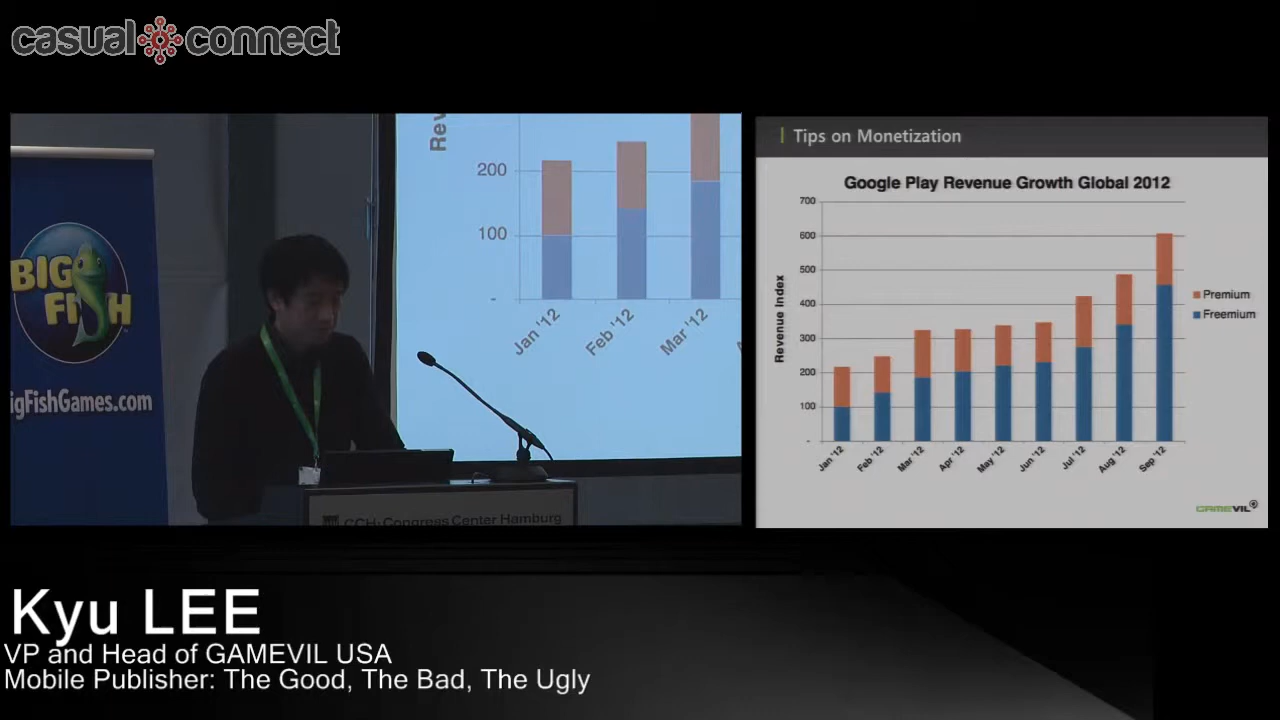 casual connect
BIG
FISH
igFishGames.com
Rev
200
100
-
Jan '12
Feb '12
Mar '12
CCH·Congress Center Hamburg
Tips on Monetization
Google Play Revenue Growth Global 2012
Revenue Index
700
600
500
400
300
200
100
-
Jan '12
Feb '12
Mar '12
Apr '12
May '12
Jun '12
Jul '12
Aug '12
Sep '12
Premium
Freemium
GAMEVIL
Kyu LEE
VP and Head of GAMEVIL USA
Mobile Publisher: The Good, The Bad, The Ugly